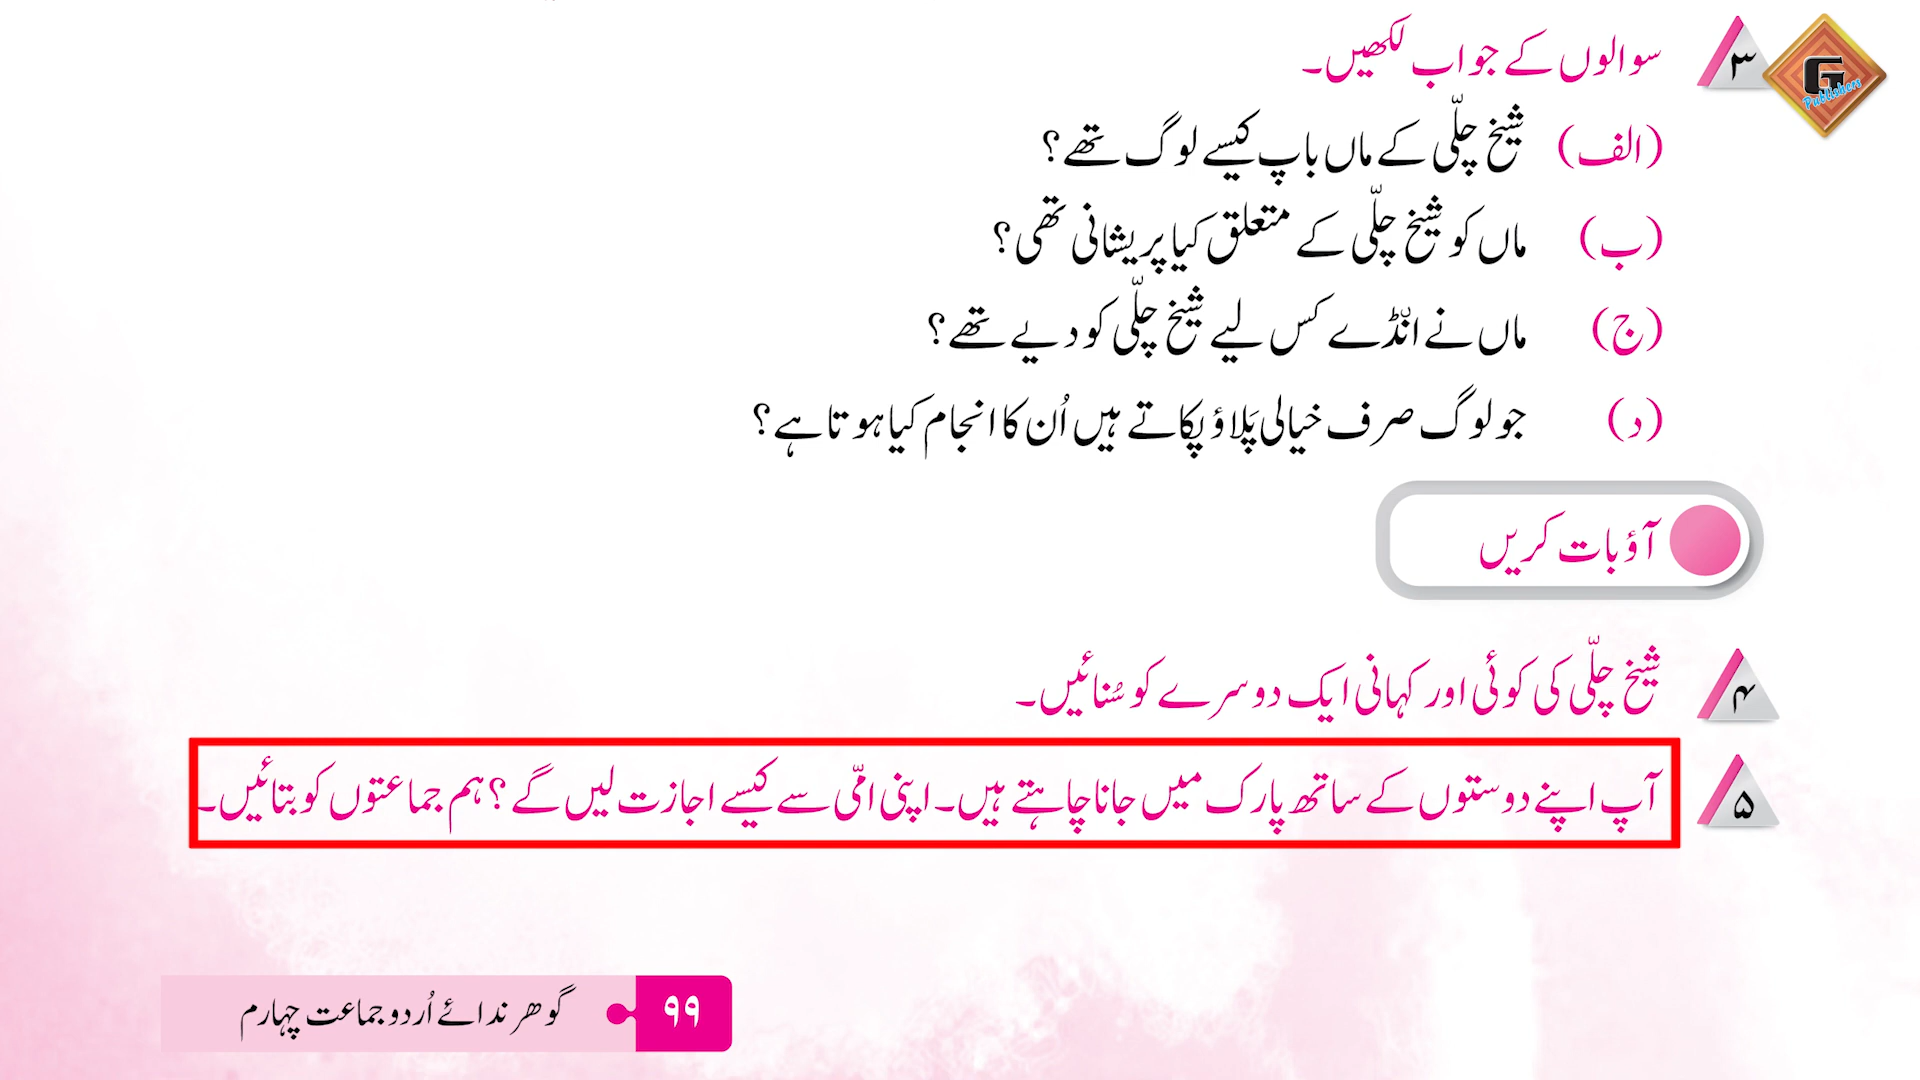 ۳ سوالوں کے جواب لکھیں۔
G Publishers
(الف) شیخ چلّی کے ماں باپ کیسے لوگ تھے؟
(ب) ماں کو شیخ چلّی کے متعلق کیا پریشانی تھی؟
(ج) ماں نے انڈے کس لیے شیخ چلّی کو دیے تھے؟
(د) جو لوگ صرف خیالی پَلاؤ پکاتے ہیں اُن کا انجام کیا ہوتا ہے؟
آؤ بات کریں
۴ شیخ چلّی کی کوئی اور کہانی ایک دوسرے کو سُنائیں۔
۵ آپ اپنے دوستوں کے ساتھ پارک میں جانا چاہتے ہیں۔ اپنی امّی سے کیسے اجازت لیں گے؟ ہم جماعتوں کو بتائیں۔
۹۹ گوهر ندائے اُردو جماعت چہارم